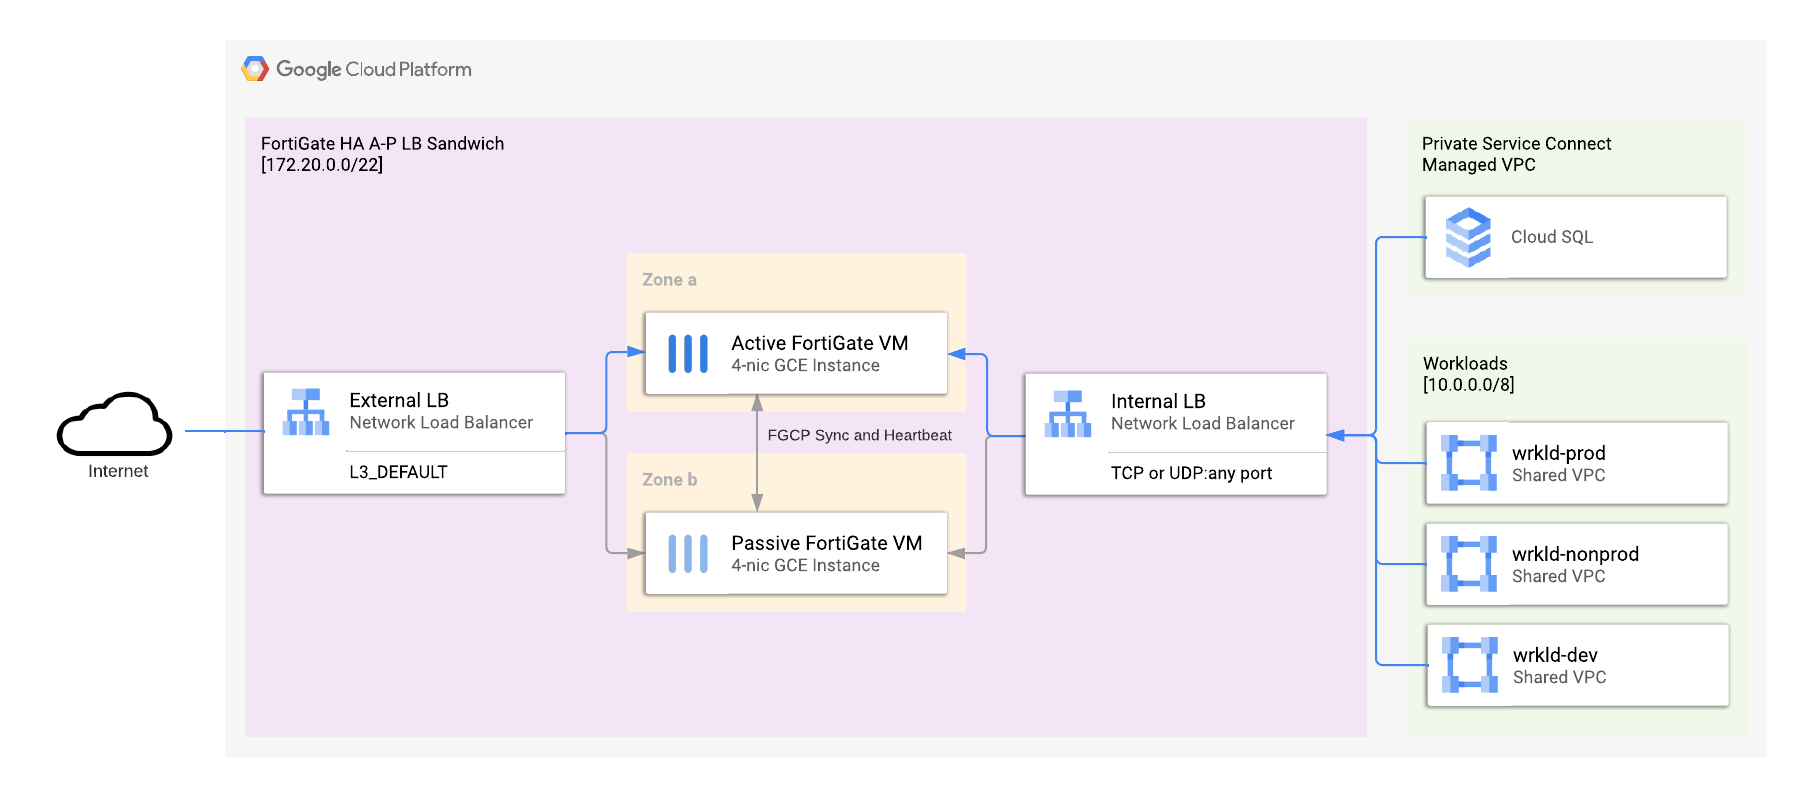 Google Cloud Platform
FortiGate HA A-P LB Sandwich
[172.20.0.0/22]
Private Service Connect
Managed VPC
Cloud SQL
Zone a
Active FortiGate VM
4-nic GCE Instance
Workloads
[10.0.0.0/8]
External LB
Network Load Balancer
L3_DEFAULT
Internet
FGCP Sync and Heartbeat
Internal LB
Network Load Balancer
TCP or UDP:any port
Zone b
Passive FortiGate VM
4-nic GCE Instance
wrkld-prod
Shared VPC
wrkld-nonprod
Shared VPC
wrkld-dev
Shared VPC